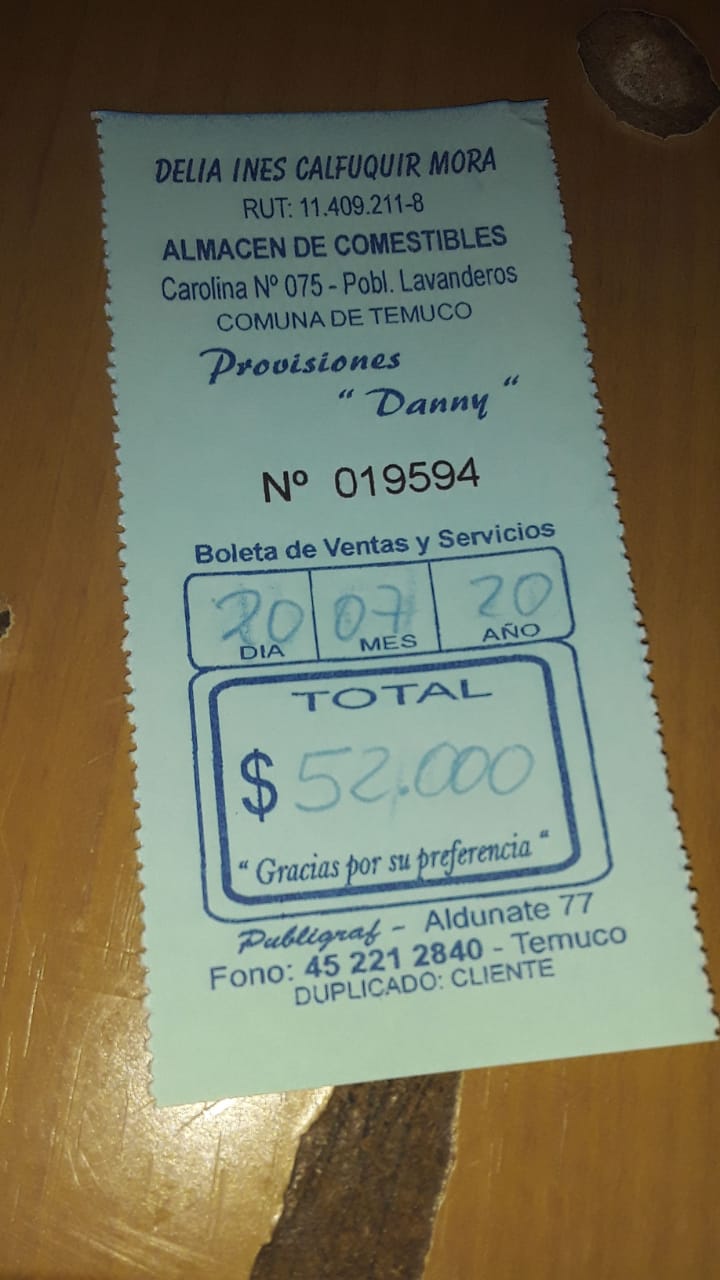 DELIA INES CALFUQUIR MORA
RUT: 11.409.211-8
ALMACEN DE COMESTIBLES
Carolina Nº 075 - Pobl. Lavanderos
COMUNA DE TEMUCO
Provisiones
“ Danny “
Nº 019594
Boleta de Ventas y Servicios
20 07 20
DIA MES AÑO
TOTAL
$ 52.000
“ Gracias por su preferencia “
Publigraf - Aldunate 77
Fono: 45 221 2840 - Temuco
DUPLICADO: CLIENTE